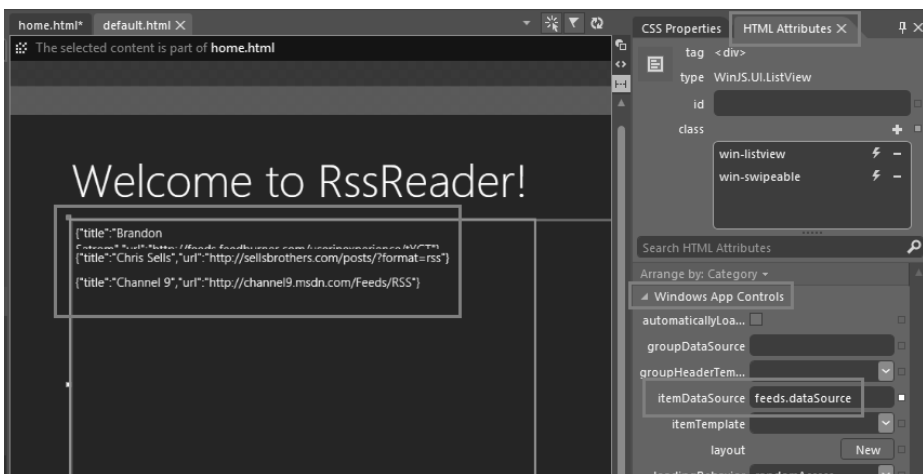 home.html* default.html
The selected content is part of home.html
Welcome to RssReader!
{"title":"Brandon
{"title":"Chris Sells","url":"http://sellsbrothers.com/posts/?format=rss"}
{"title":"Channel 9","url":"http://channel9.msdn.com/Feeds/RSS"}
CSS Properties HTML Attributes
tag <div>
type WinJS.UI.ListView
id
class
win-listview
win-swipeable
Search HTML Attributes
Arrange by: Category
Windows App Controls
automaticallyLoa...
groupDataSource
groupHeaderTem...
itemDataSource feeds.dataSource
itemTemplate
layout New